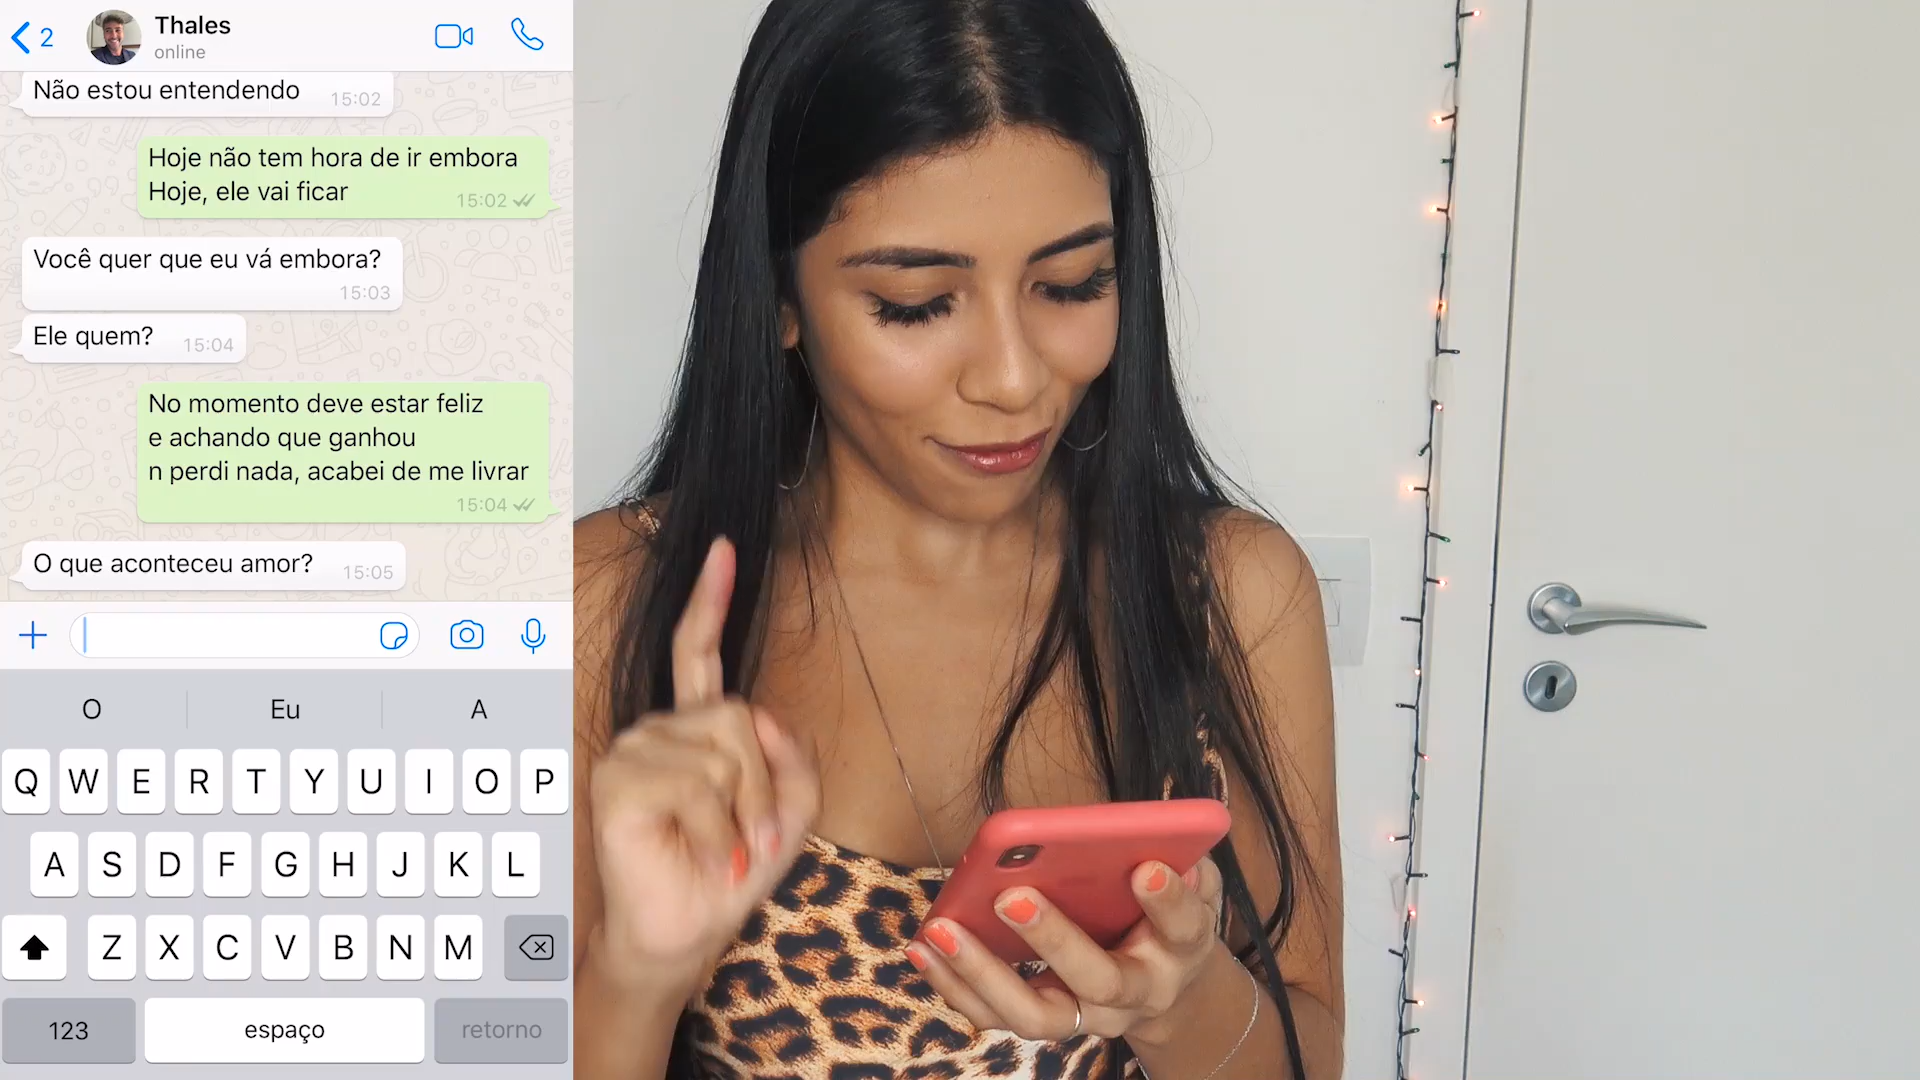 2
Thales
online
Não estou entendendo
15:02
Hoje não tem hora de ir embora
Hoje, ele vai ficar
15:02
Você quer que eu vá embora?
15:03
Ele quem?
15:04
No momento deve estar feliz
e achando que ganhou
n perdi nada, acabei de me livrar
15:04
O que aconteceu amor?
15:05
O Eu A
Q W E R T Y U I O P
A S D F G H J K L
Z X C V B N M
123 espaço retorno